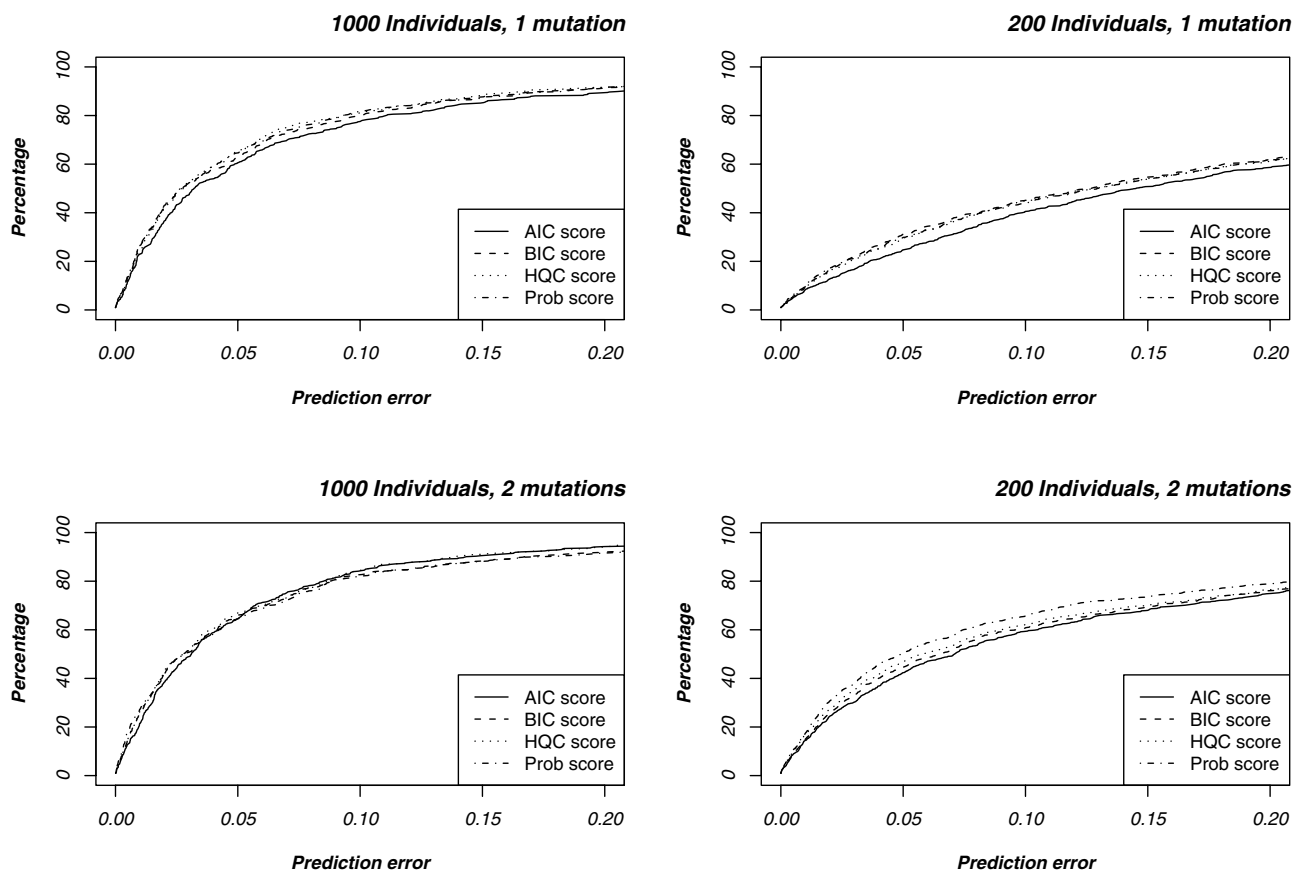 1000 Individuals, 1 mutation
Percentage
0 20 40 60 80 100
AIC score
BIC score
HQC score
Prob score
0.00 0.05 0.10 0.15 0.20
Prediction error
200 Individuals, 1 mutation
Percentage
0 20 40 60 80 100
AIC score
BIC score
HQC score
Prob score
0.00 0.05 0.10 0.15 0.20
Prediction error
1000 Individuals, 2 mutations
Percentage
0 20 40 60 80 100
AIC score
BIC score
HQC score
Prob score
0.00 0.05 0.10 0.15 0.20
Prediction error
200 Individuals, 2 mutations
Percentage
0 20 40 60 80 100
AIC score
BIC score
HQC score
Prob score
0.00 0.05 0.10 0.15 0.20
Prediction error